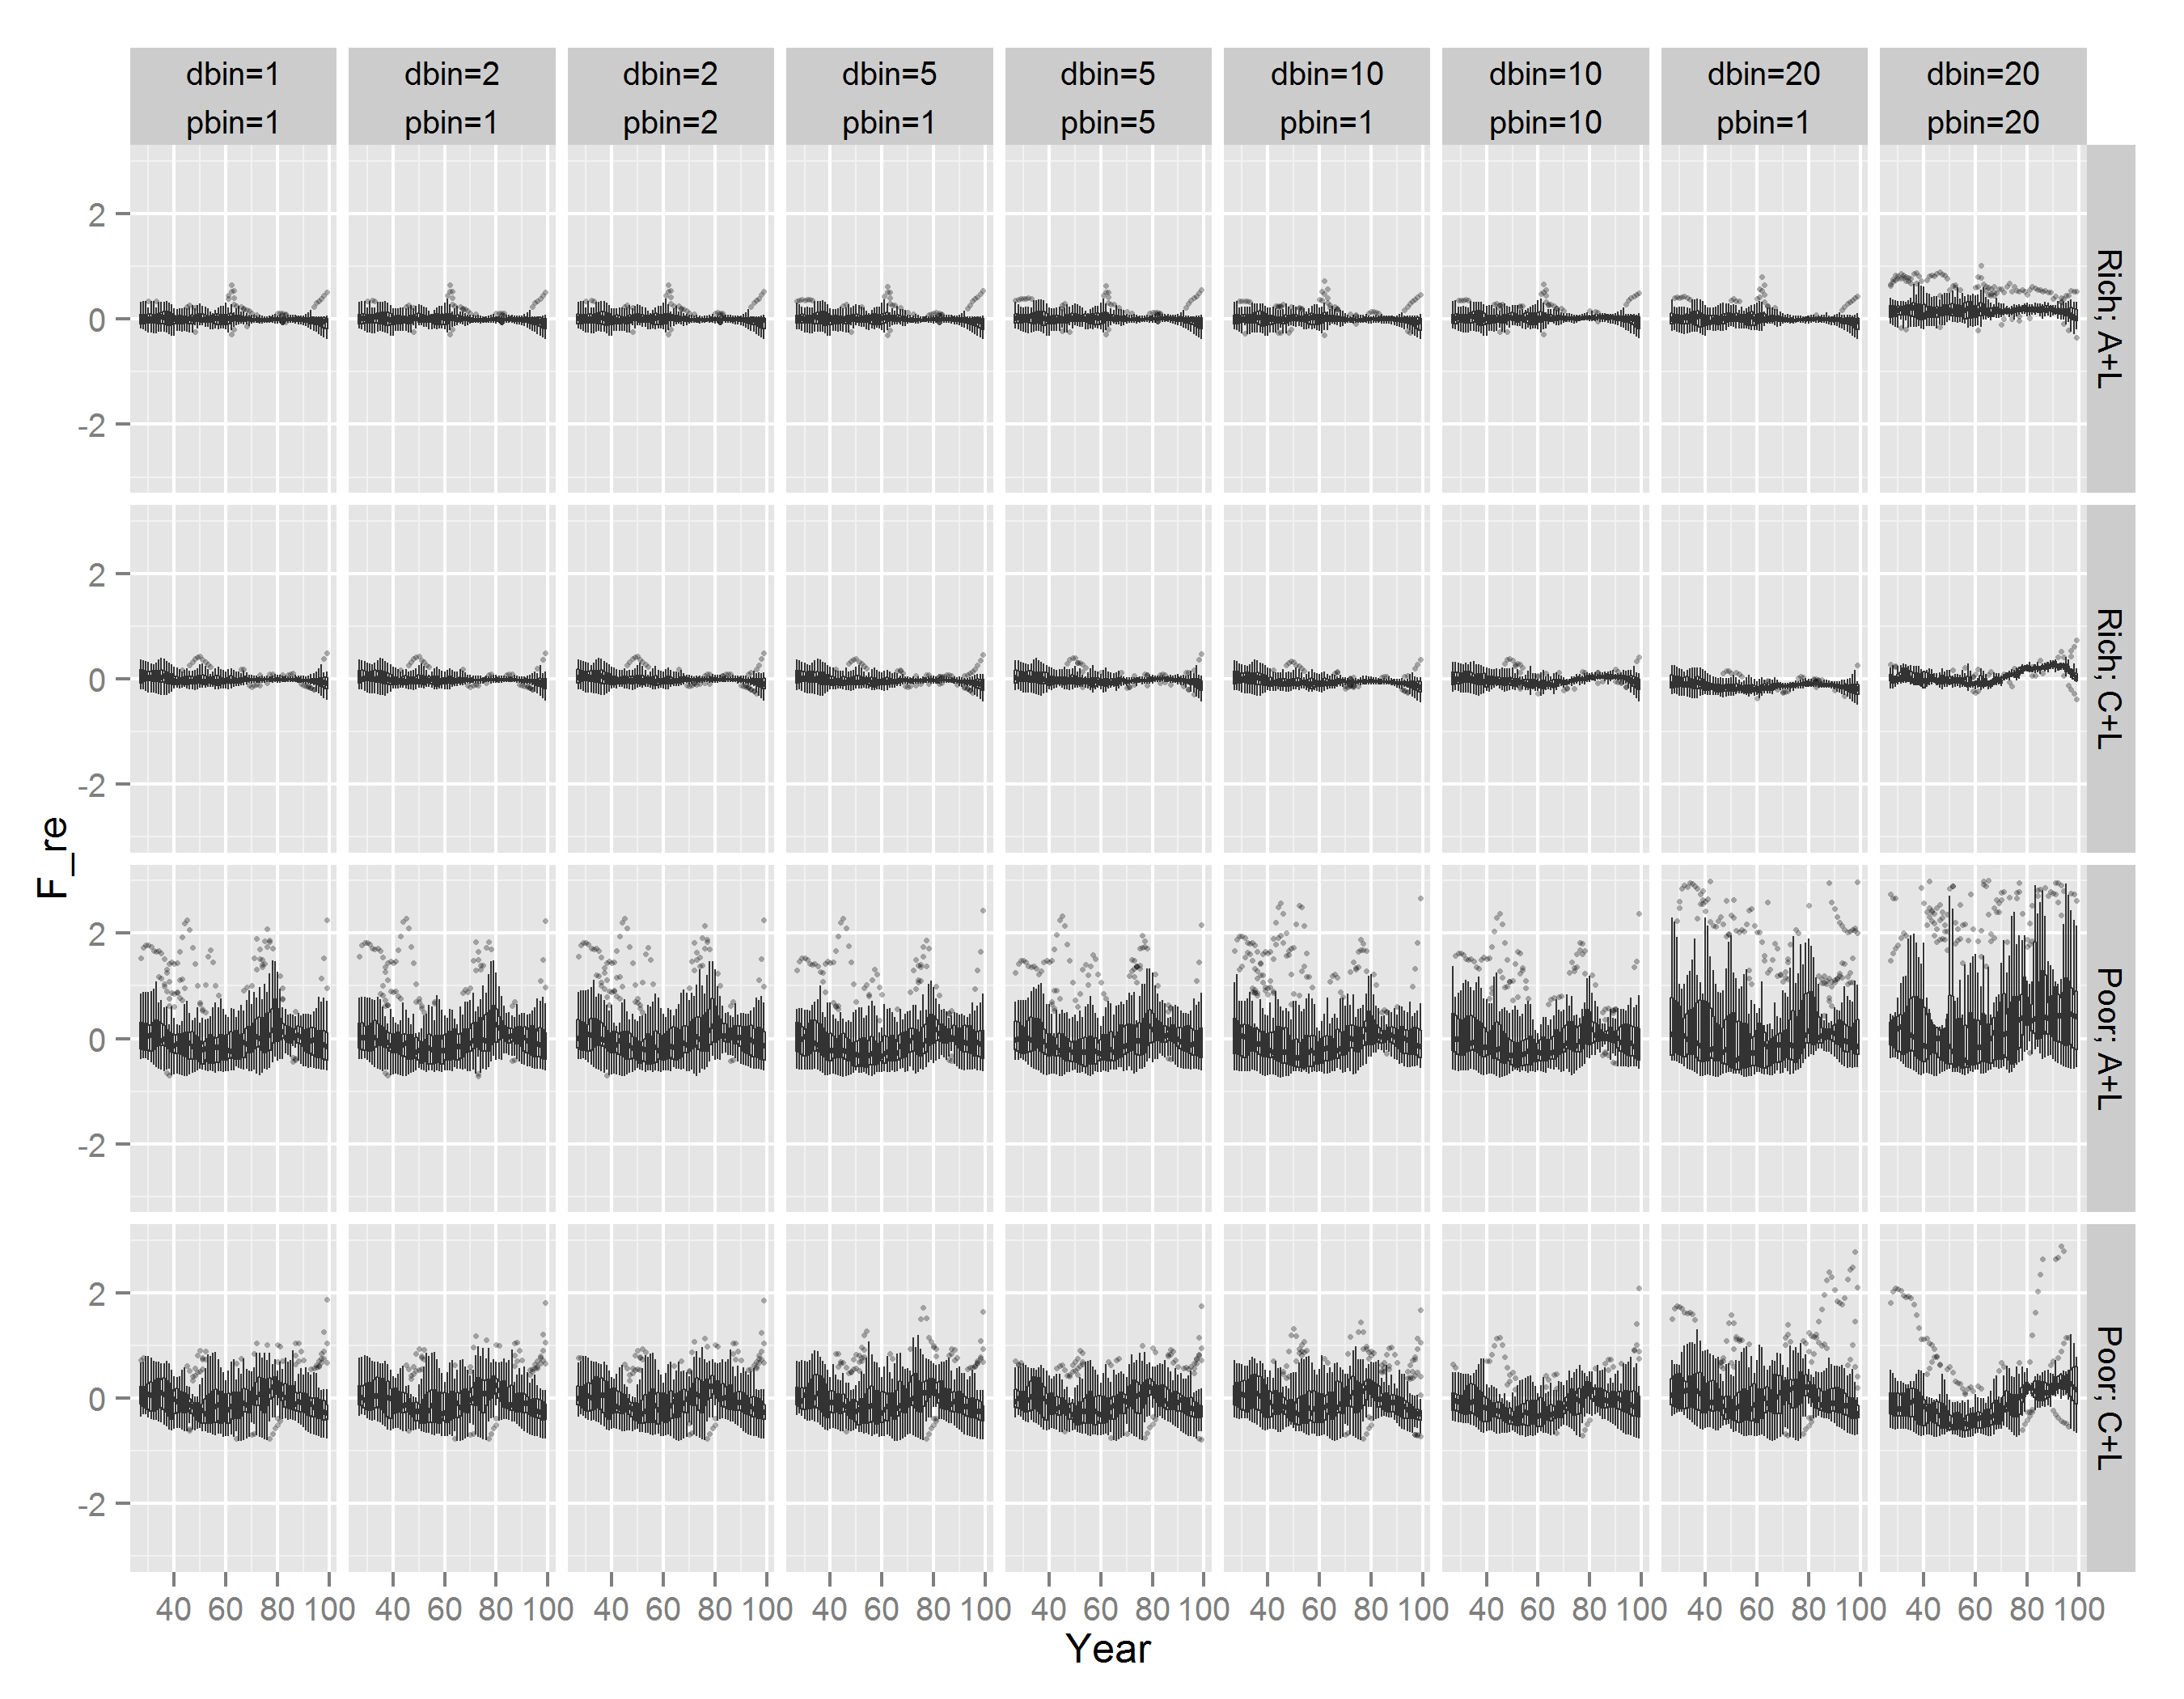 dbin=1 dbin=2 dbin=2 dbin=5 dbin=5 dbin=10 dbin=10 dbin=20 dbin=20
pbin=1 pbin=1 pbin=2 pbin=1 pbin=5 pbin=1 pbin=10 pbin=1 pbin=20
2
0
-2
Rich; A+L
2
0
-2
Rich; C+L
F_re
2
0
-2
Poor; A+L
2
0
-2
Poor; C+L
40 60 80 100 40 60 80 100 40 60 80 100 40 60 80 100 40 60 80 100 40 60 80 100 40 60 80 100 40 60 80 100 40 60 80 100
Year